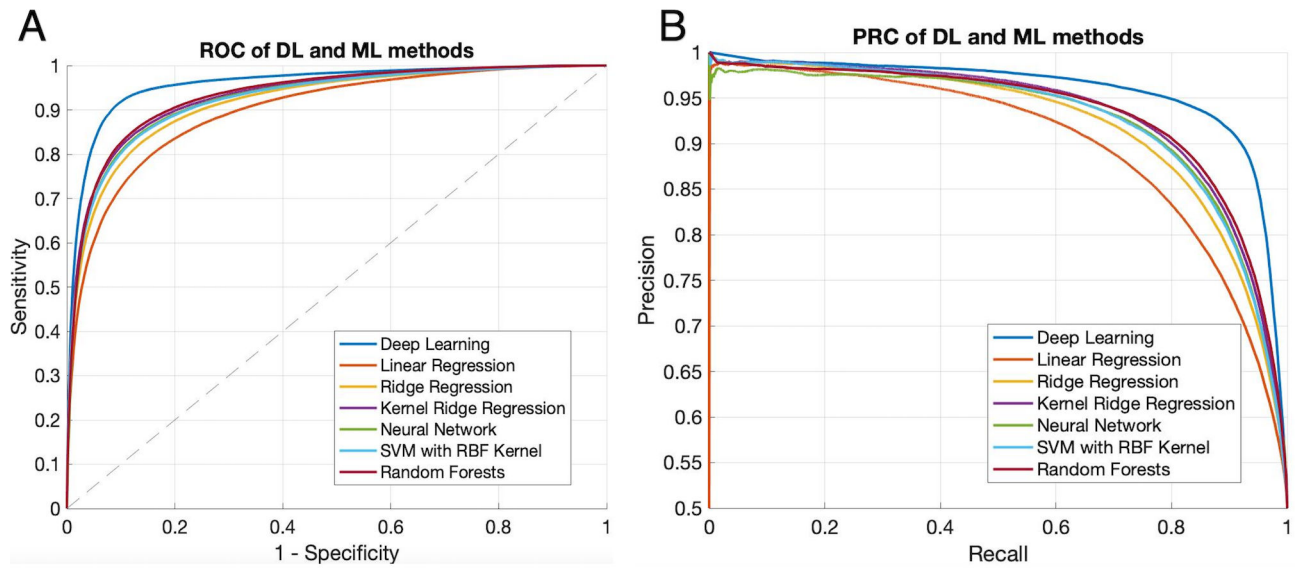 A
ROC of DL and ML methods
1
0.9
0.8
0.7
0.6
0.5
0.4
0.3
0.2
0.1
0
Sensitivity
0
0.2
0.4
0.6
0.8
1
1 - Specificity
Deep Learning
Linear Regression
Ridge Regression
Kernel Ridge Regression
Neural Network
SVM with RBF Kernel
Random Forests
B
PRC of DL and ML methods
1
0.95
0.9
0.85
0.8
0.75
0.7
0.65
0.6
0.55
0.5
Precision
0
0.2
0.4
0.6
0.8
1
Recall
Deep Learning
Linear Regression
Ridge Regression
Kernel Ridge Regression
Neural Network
SVM with RBF Kernel
Random Forests